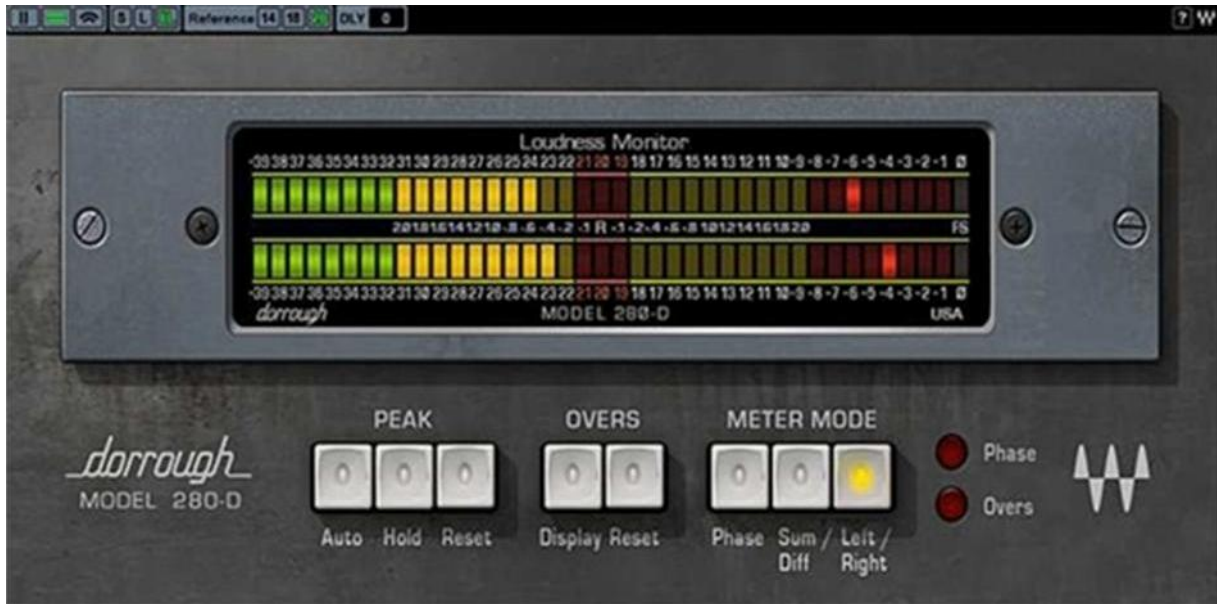 S L Reference 14 18 DLY 0 ? W
Loudness Monitor
-39 38 37 36 35 34 33 32 31 30 29 28 27 26 25 24 23 22 21 20 19 18 17 16 15 14 13 12 11 10 -9 -8 -7 -6 -5 -4 -3 -2 -1 0
20 18 16 14 12 10 -8 -6 -4 -2 -1 R -1 -2 -4 -6 -8 10 12 14 16 18 20 FS
-39 38 37 36 35 34 33 32 31 30 29 28 27 26 25 24 23 22 21 20 19 18 17 16 15 14 13 12 11 10 -9 -8 -7 -6 -5 -4 -3 -2 -1 0
dorrough MODEL 280-D USA
PEAK OVERS METER MODE
dorrough
MODEL 280-D
Phase
Overs
Auto Hold Reset Display Reset Phase Sum / Left /
Diff Right